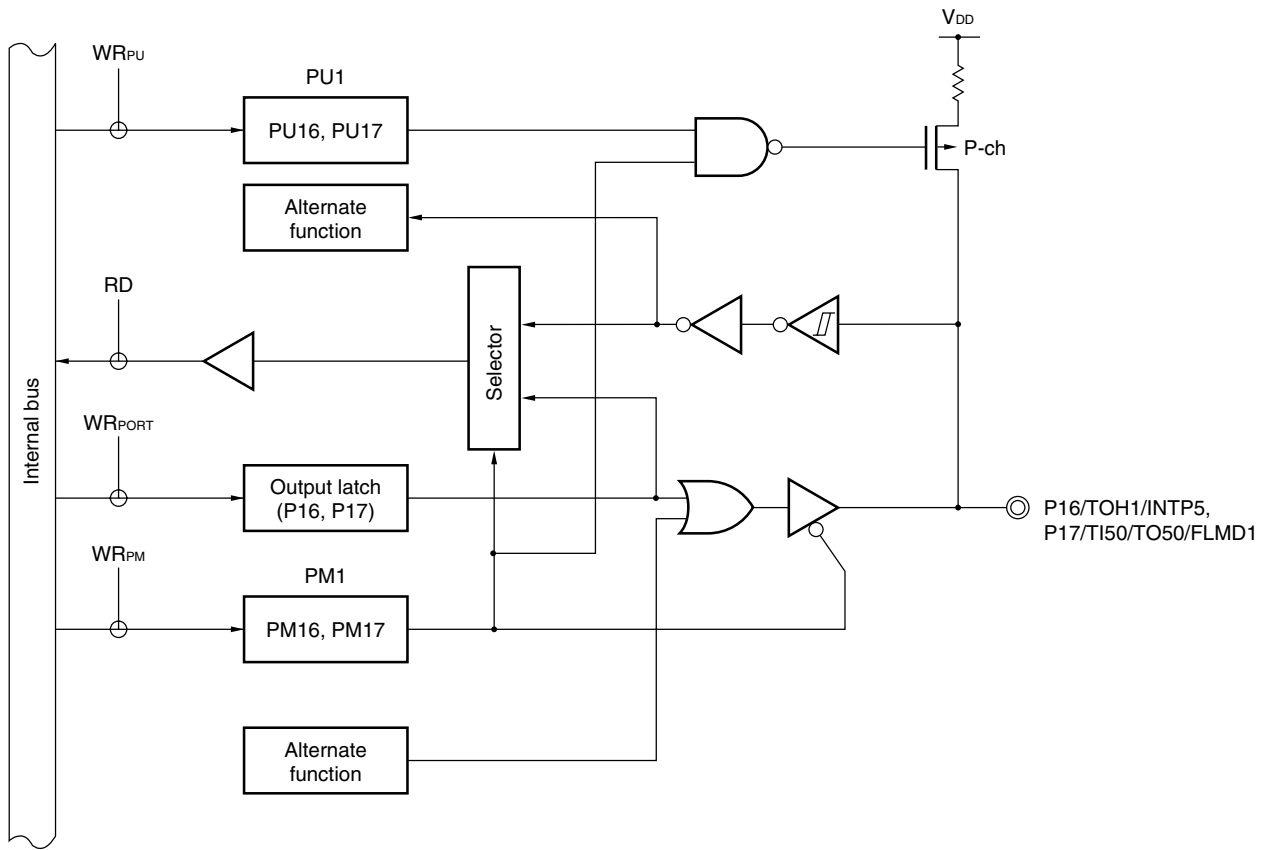 VDD
WRPU
PU1
PU16, PU17
P-ch
Alternate
function
RD
Selector
Internal bus
WRPORT
Output latch
(P16, P17)
P16/TOH1/INTP5,
P17/TI50/TO50/FLMD1
WRPM
PM1
PM16, PM17
Alternate
function